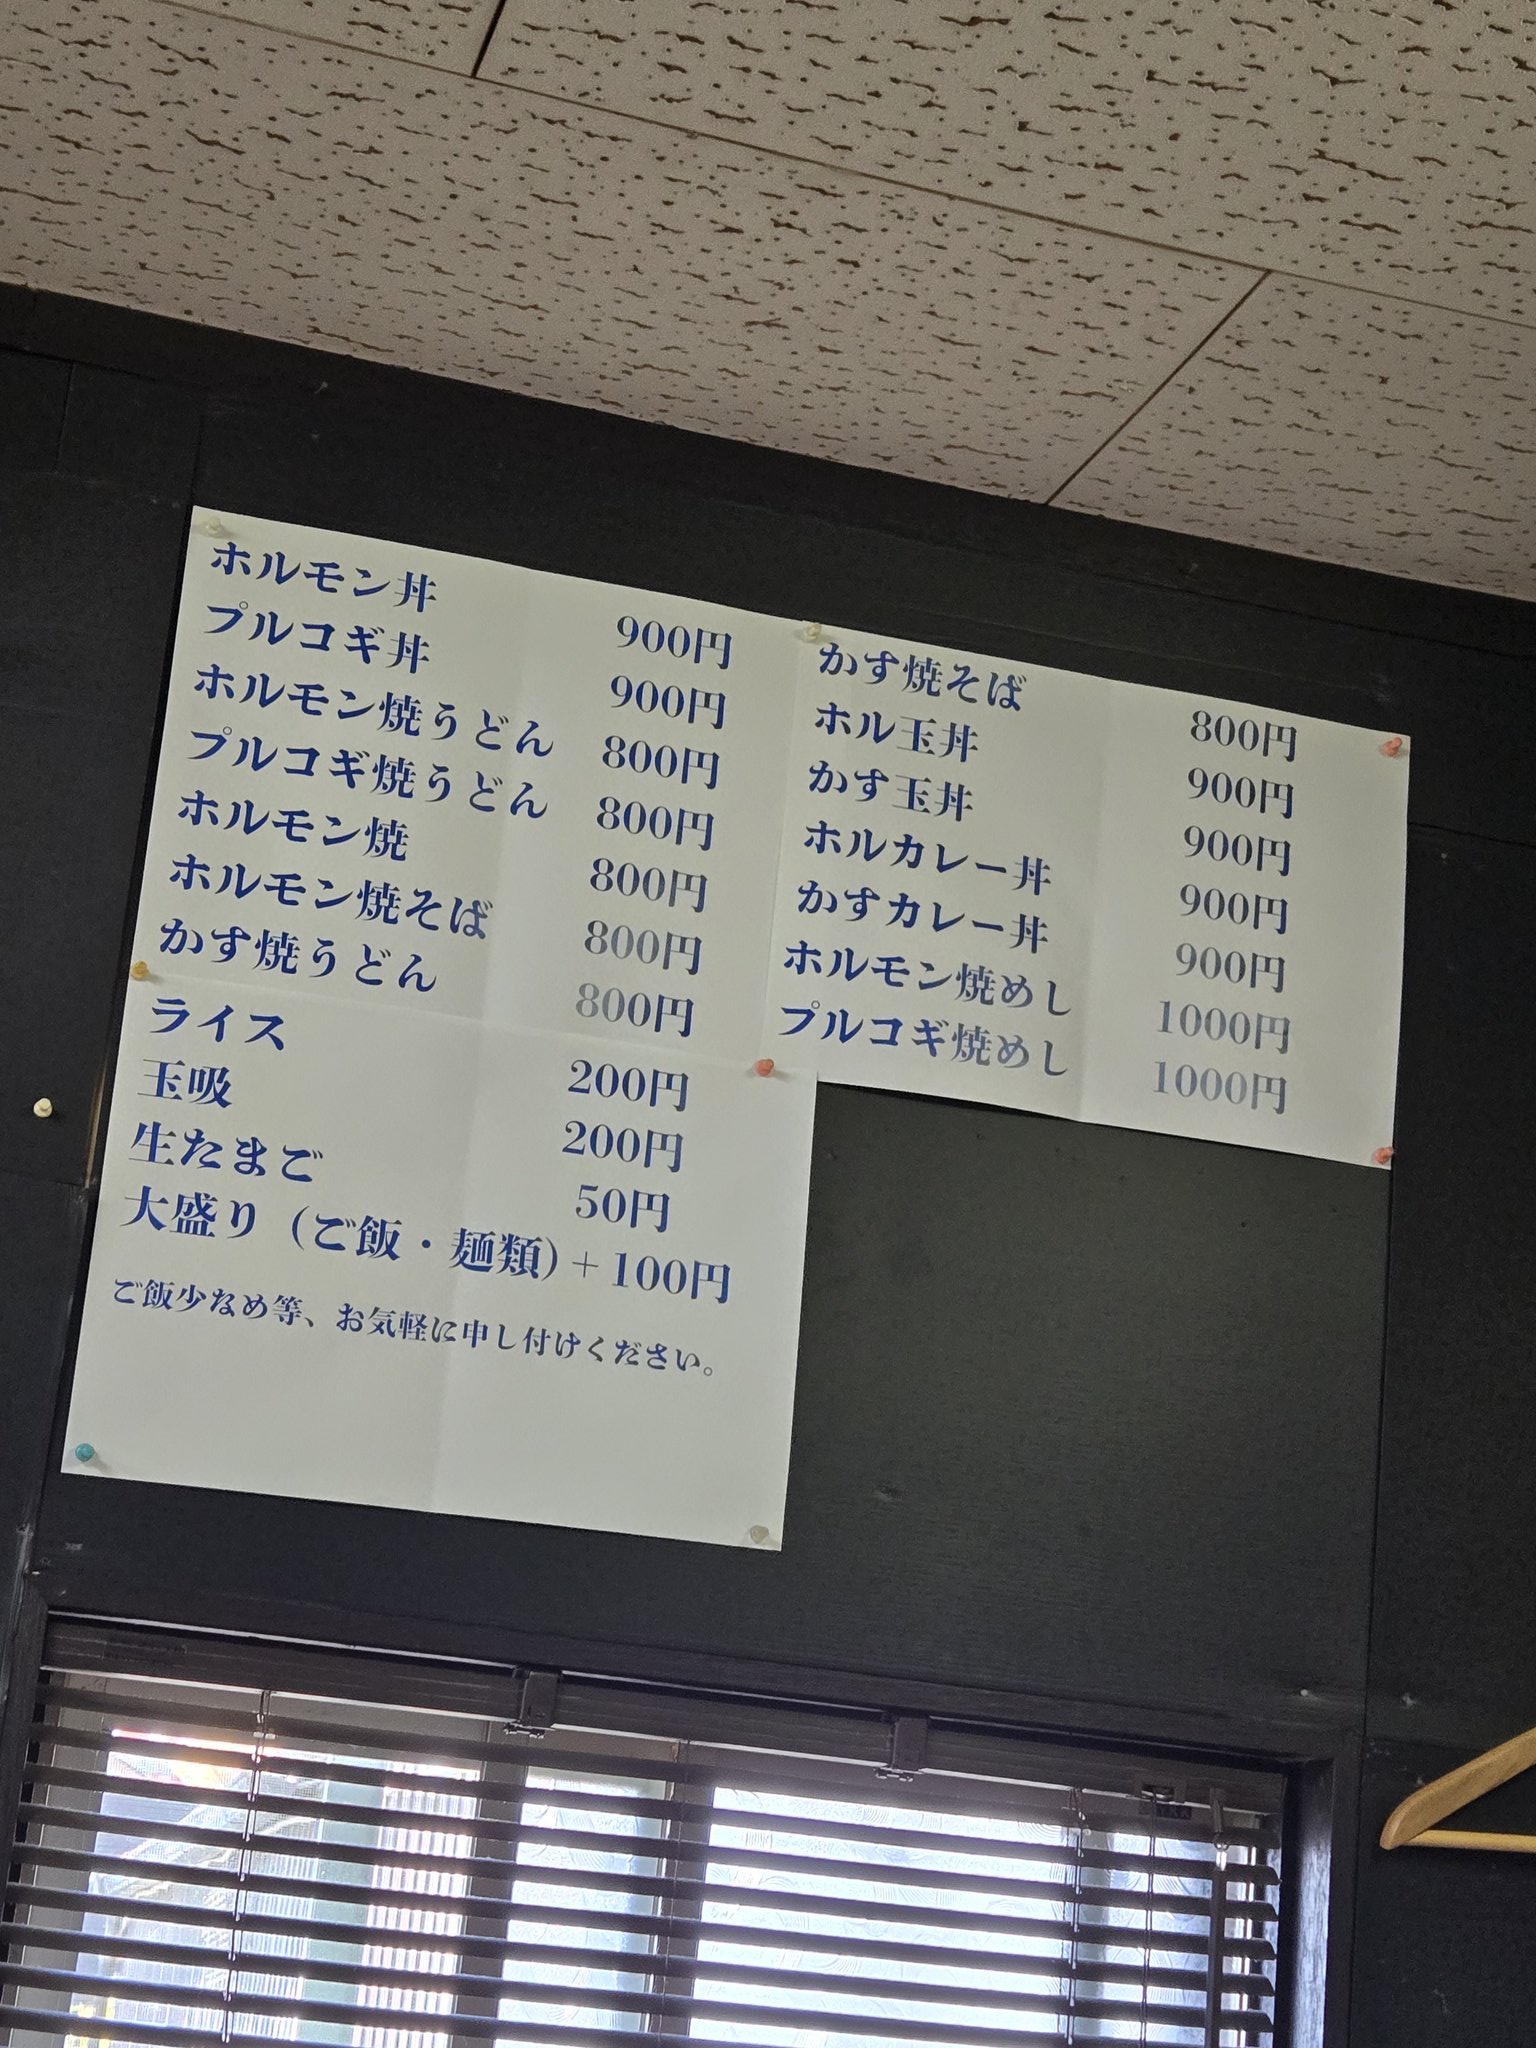 ホルモン丼 900円
プルコギ丼 900円
ホルモン焼うどん 800円
プルコギ焼うどん 800円
ホルモン焼 800円
ホルモン焼そば 800円
かす焼うどん 800円
ライス 200円
玉吸 200円
生たまご 50円
大盛り（ご飯・麺類）＋100円
ご飯少なめ等、お気軽に申し付けください。
かす焼そば 800円
ホル玉丼 900円
かす玉丼 900円
ホルカレー丼 900円
かすカレー丼 900円
ホルモン焼めし 1000円
プルコギ焼めし 1000円